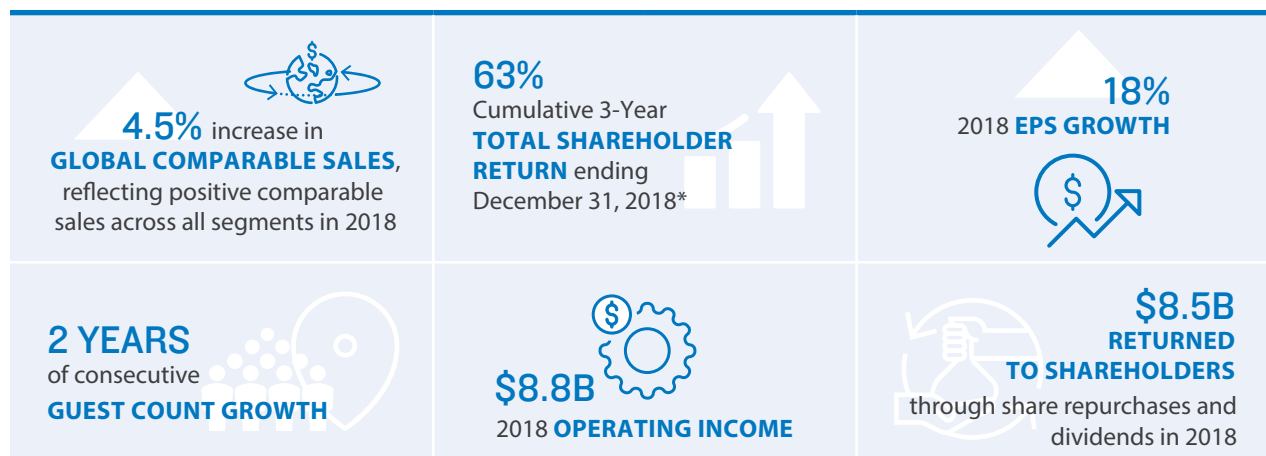 $
4.5% increase in
GLOBAL COMPARABLE SALES,
reflecting positive comparable
sales across all segments in 2018
63%
Cumulative 3-Year
TOTAL SHAREHOLDER
RETURN ending
December 31, 2018*
18%
2018 EPS GROWTH
$
2 YEARS
of consecutive
GUEST COUNT GROWTH
$
$8.8B
2018 OPERATING INCOME
$8.5B
RETURNED
TO SHAREHOLDERS
through share repurchases and
dividends in 2018